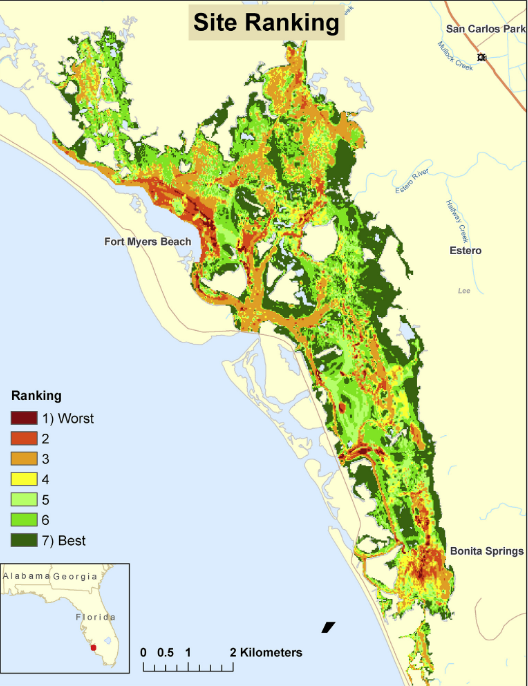 Site Ranking
San Carlos Park
Mullock Creek
Estero River
Halfway Creek
Fort Myers Beach
Estero
Lee
Ranking
1) Worst
2
3
4
5
6
7) Best
Bonita Springs
Alabama Georgia
Florida
0 0.5 1 2 Kilometers